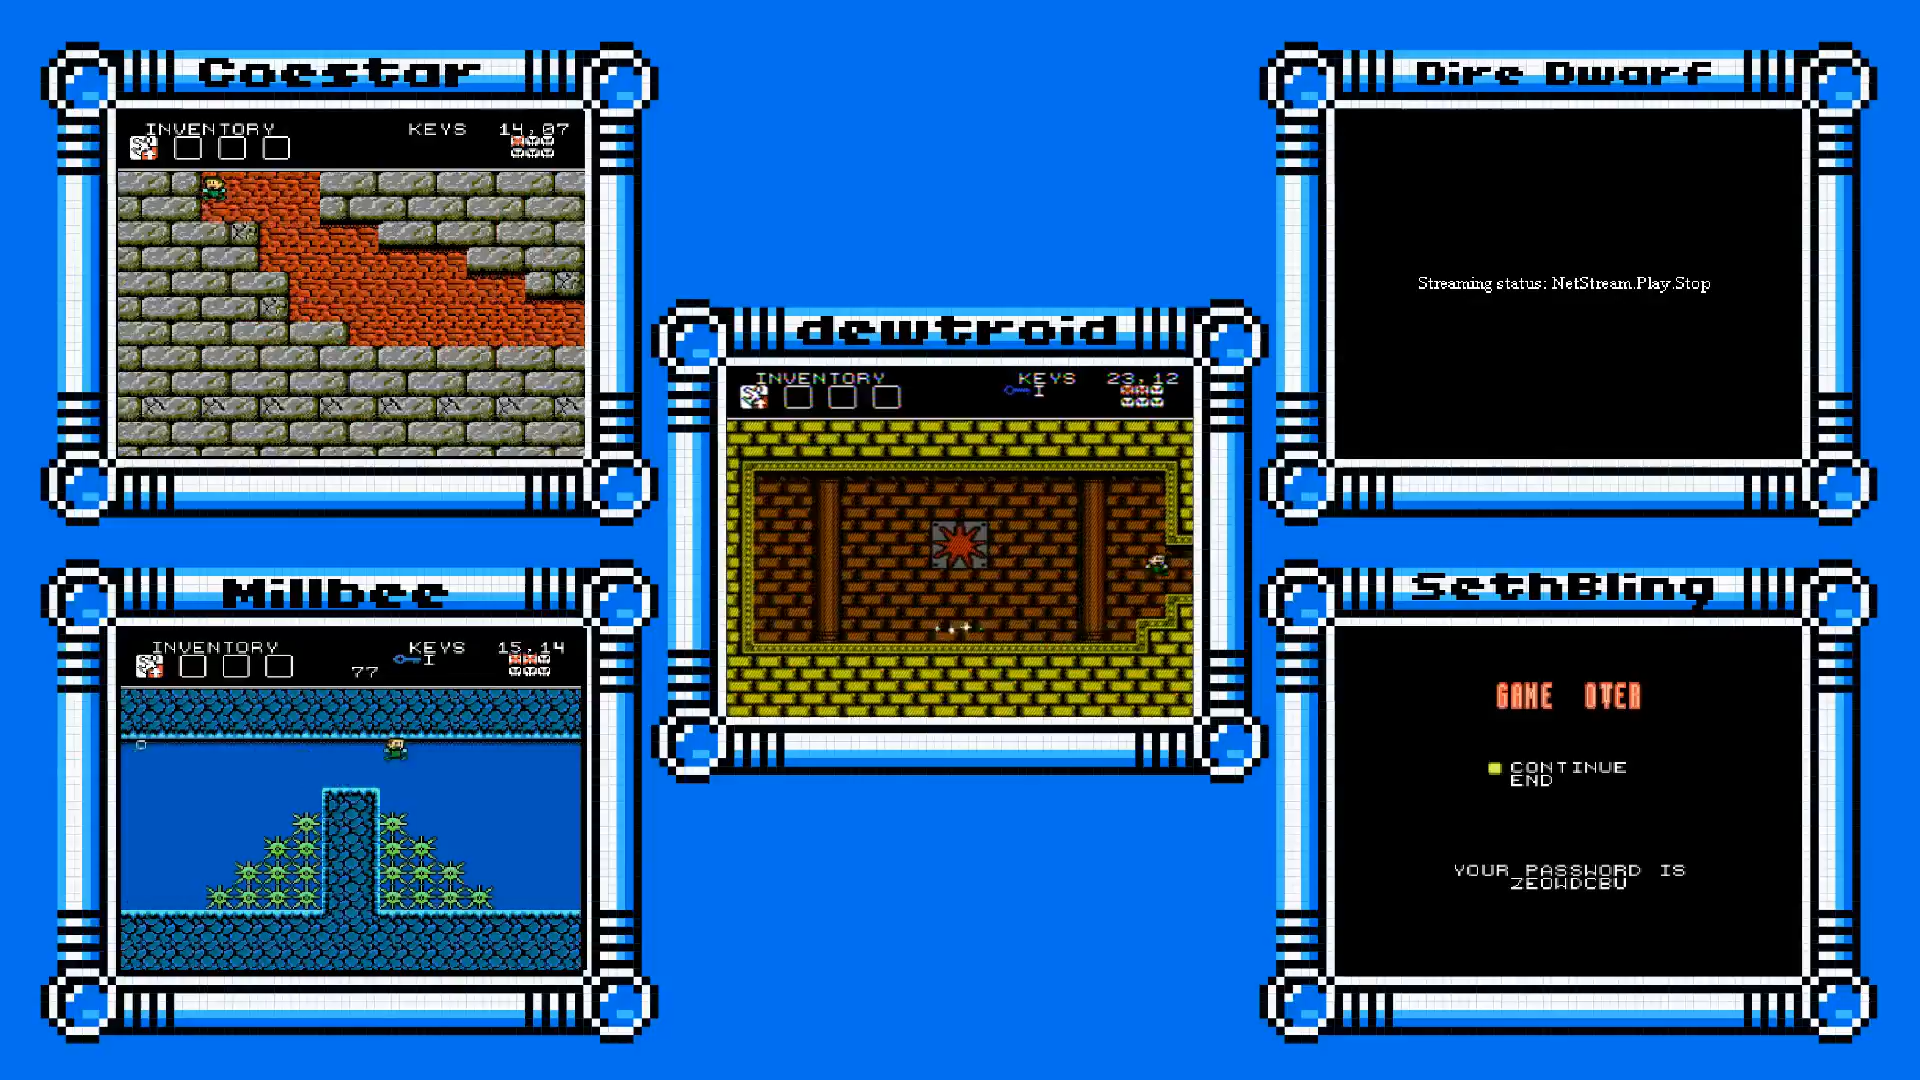 Coestar
INVENTORY KEYS 14,07
Dire Dwarf
Streaming status: NetStream.Play.Stop
dewtroid
INVENTORY KEYS 23,12
I
Millbee
INVENTORY KEYS 15,14
77 I
SethBling
GAME OVER
CONTINUE
END
YOUR PASSWORD IS
ZEOWDCBU